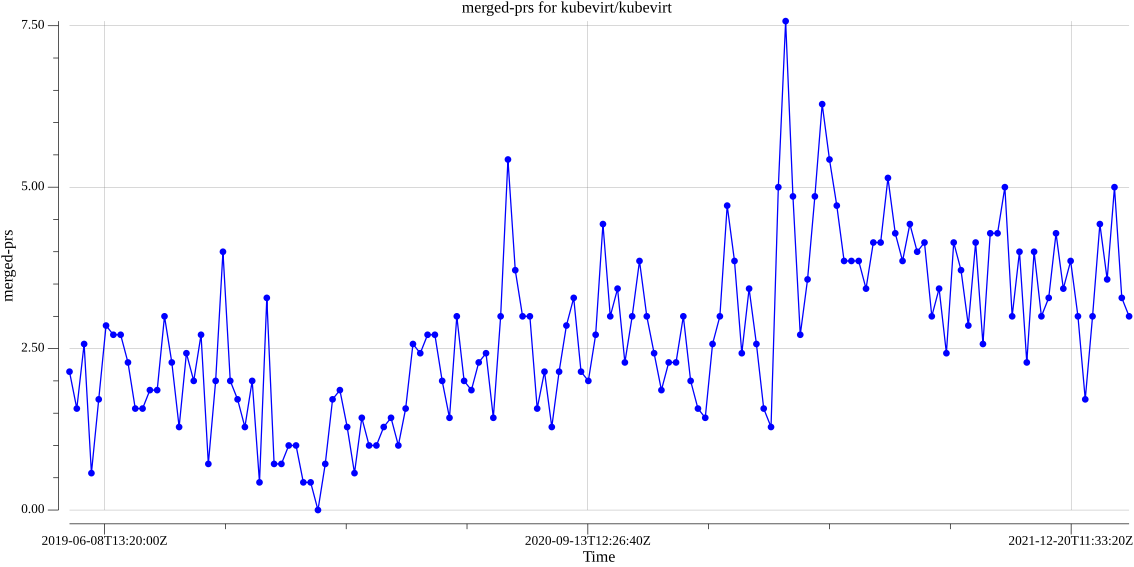 merged-prs for kubevirt/kubevirt
7.50
5.00
merged-prs
2.50
0.00
2019-06-08T13:20:00Z
2020-09-13T12:26:40Z
2021-12-20T11:33:20Z
Time